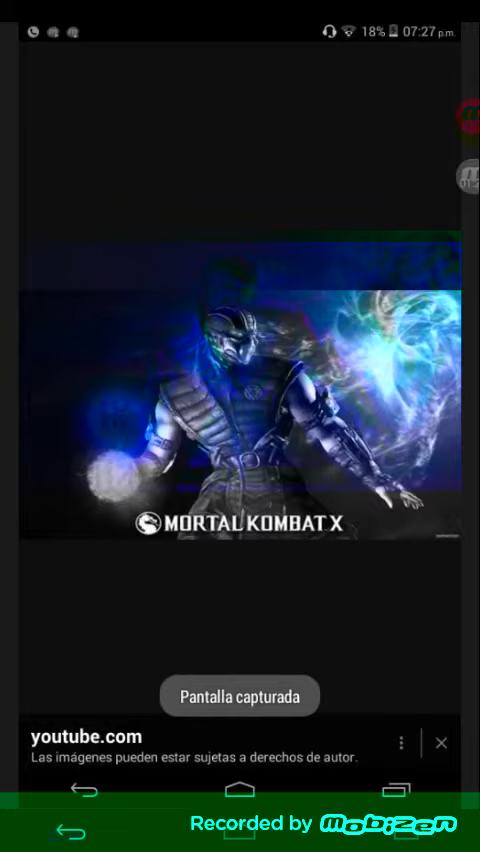 18% 07:27 p.m.
MORTAL KOMBAT X
Pantalla capturada
youtube.com
Las imágenes pueden estar sujetas a derechos de autor.
Recorded by mobizen